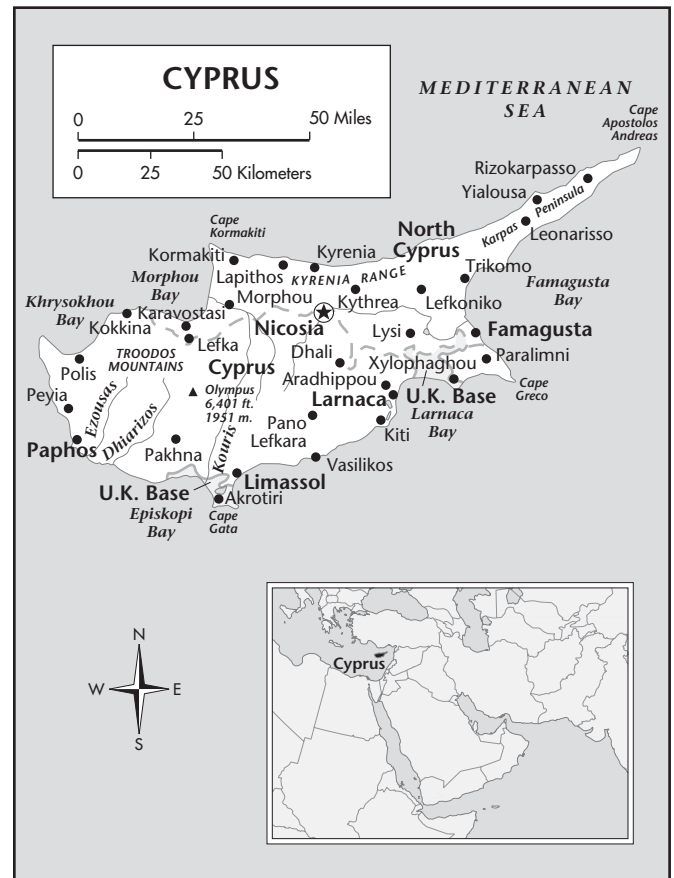 CYPRUS
0 25 50 Miles
0 25 50 Kilometers
MEDITERRANEAN
SEA
Cape
Apostolos
Andreas
Rizokarpasso
Yialousa
Karpas Peninsula
Leonarisso
North
Cyprus
Cape
Kormakiti
Kormakiti
Kyrenia
Lapithos
KYRENIA RANGE
Trikomo
Morphou
Bay
Morphou
Kythrea
Lefkoniko
Famagusta
Bay
Khrysokhou
Bay
Karavostasi
Kokkina
Nicosia
Lysi
Famagusta
Lefka
Dhali
Xylophaghou
Paralimni
TROODOS
MOUNTAINS
Cyprus
Polis
Aradhippou
Olympus
6,401 ft.
1951 m.
Larnaca
U.K. Base
Cape
Greco
Peyia
Ezousas
Dhiarizos
Larnaca
Bay
Pano
Lefkara
Kiti
Kouris
Paphos
Pakhna
Vasilikos
Limassol
U.K. Base
Akrotiri
Episkopi
Bay
Cape
Gata
N
W E
S
Cyprus